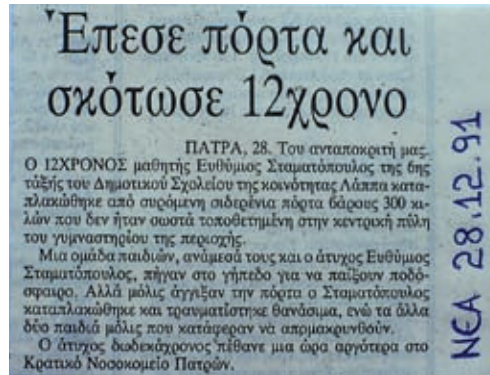 Έπεσε πόρτα και
σκότωσε 12χρονο
ΠΑΤΡΑ, 28. Του ανταποκριτή μας.
Ο 12ΧΡΟΝΟΣ μαθητής Ευθύμιος Σταματόπουλος της 6ης
τάξης του Δημοτικού Σχολείου της κοινότητας Λάππα κατα-
πλακώθηκε από συρόμενη σιδερένια πόρτα βάρους 300 κι-
λών που δεν ήταν σωστά τοποθετημένη στην κεντρική πύλη
του γυμναστηρίου της περιοχής.
Μια ομάδα παιδιών, ανάμεσά τους και ο άτυχος Ευθύμιος
Σταματόπουλος, πήγαν στο γήπεδο για να παίξουν ποδό-
σφαιρο. Αλλά μόλις άγγιξαν την πόρτα ο Σταματόπουλος
καταπλακώθηκε και τραυματίστηκε θανάσιμα, ενώ τα άλλα
δύο παιδιά μόλις που κατάφεραν να απομακρυνθούν.
Ο άτυχος δωδεκάχρονος πέθανε μια ώρα αργότερα στο
Κρατικό Νοσοκομείο Πατρών.
ΝΕΑ 28.12.91